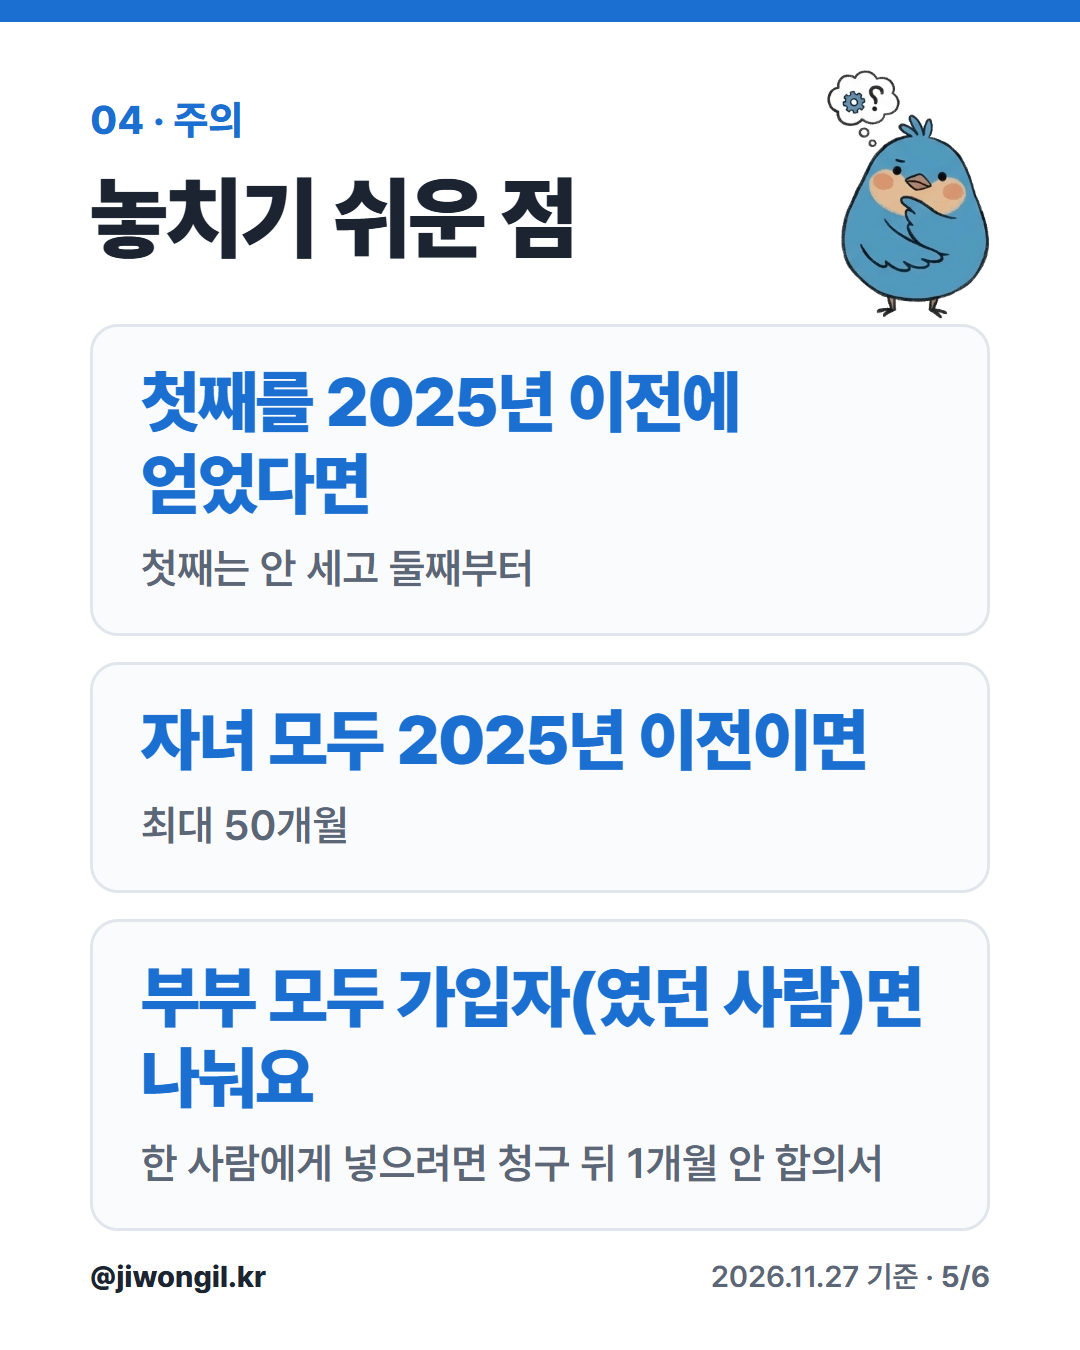 04 · 주의
놓치기 쉬운 점
?
첫째를 2025년 이전에
얻었다면
첫째는 안 세고 둘째부터
자녀 모두 2025년 이전이면
최대 50개월
부부 모두 가입자(였던 사람)면
나눠요
한 사람에게 넣으려면 청구 뒤 1개월 안 합의서
@jiwongil.kr
2026.11.27 기준 · 5/6